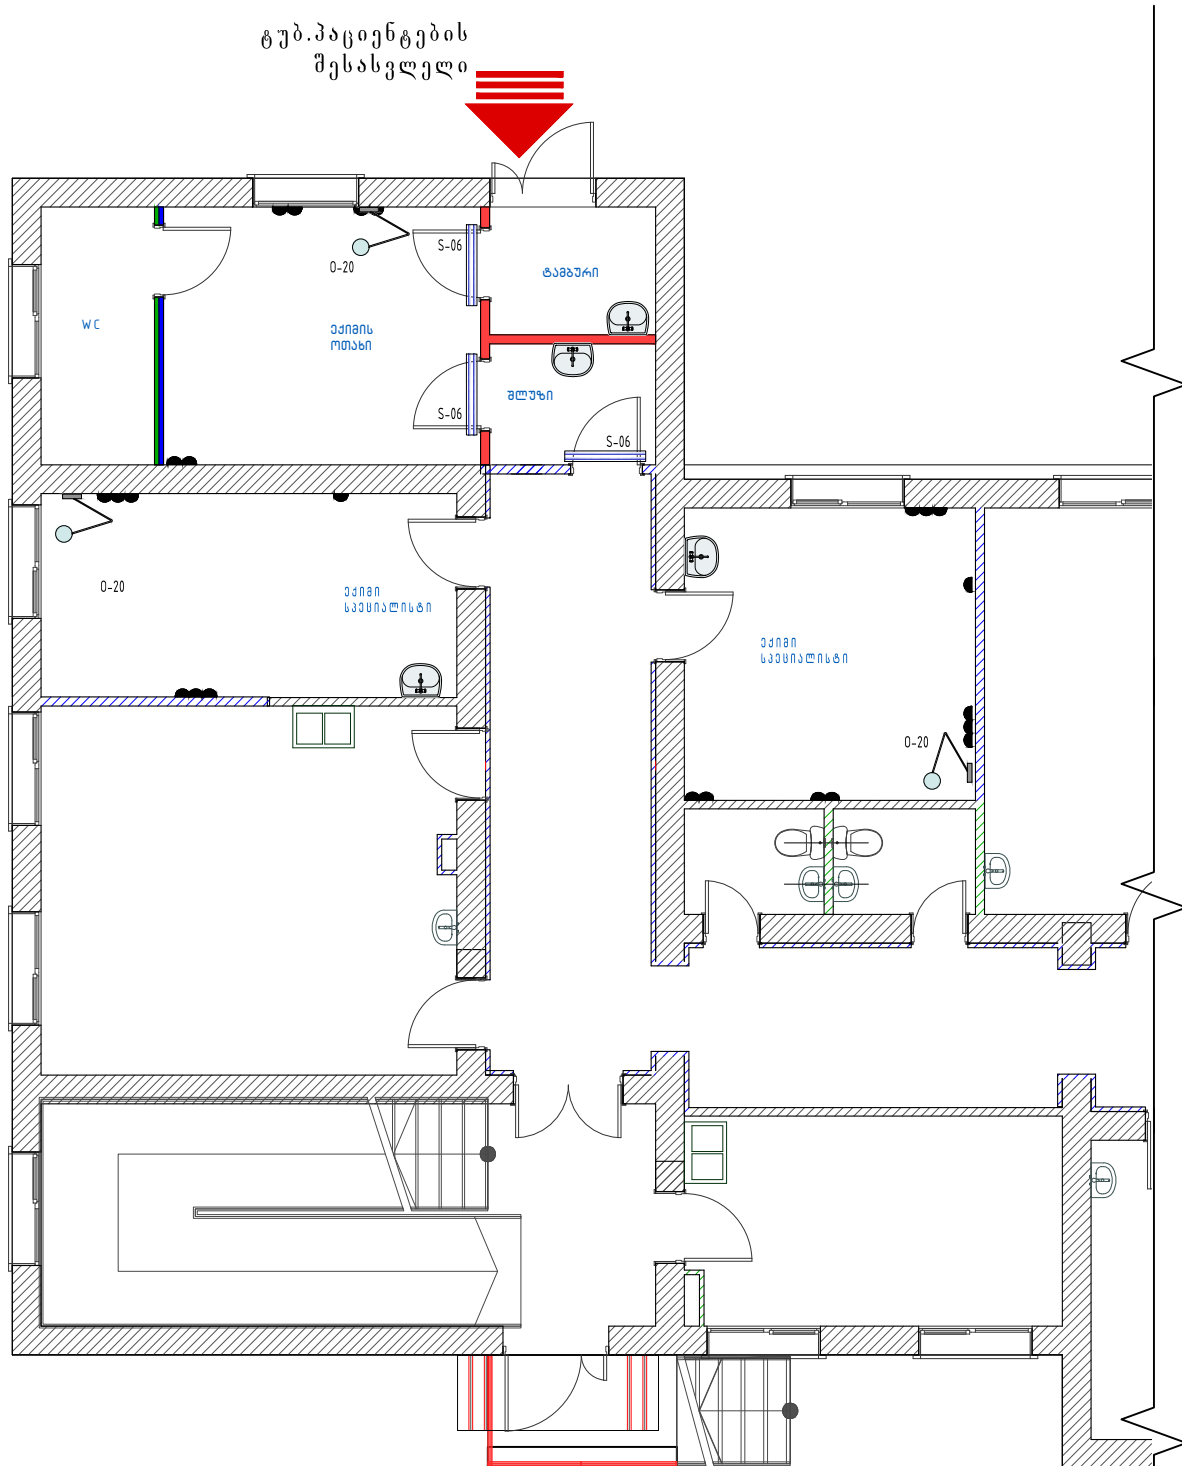 ტუბ.პაციენტების
შესასვლელი
S-06
O-20
ტამბური
WC
ექიმის
ოთახი
შლუზი
S-06
S-06
O-20
ექიმი
სპეციალისტი
ექიმი
სპეციალისტი
O-20